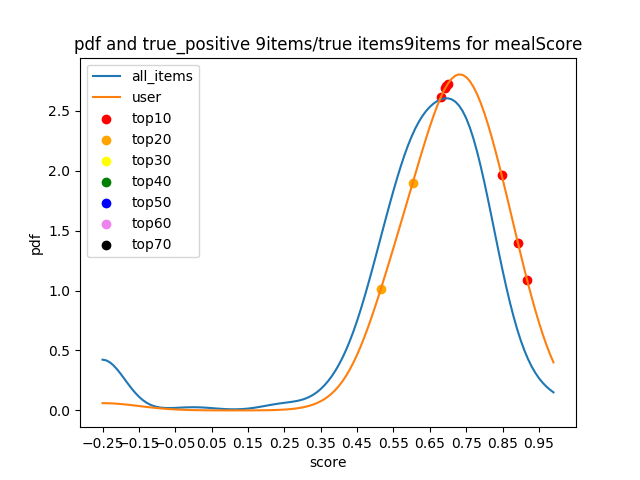 pdf and true_positive 9items/true items9items for mealScore
all_items
user
top10
top20
top30
top40
top50
top60
top70
pdf
2.5
2.0
1.5
1.0
0.5
0.0
−0.25 −0.15 −0.05 0.05 0.15 0.25 0.35 0.45 0.55 0.65 0.75 0.85 0.95
score